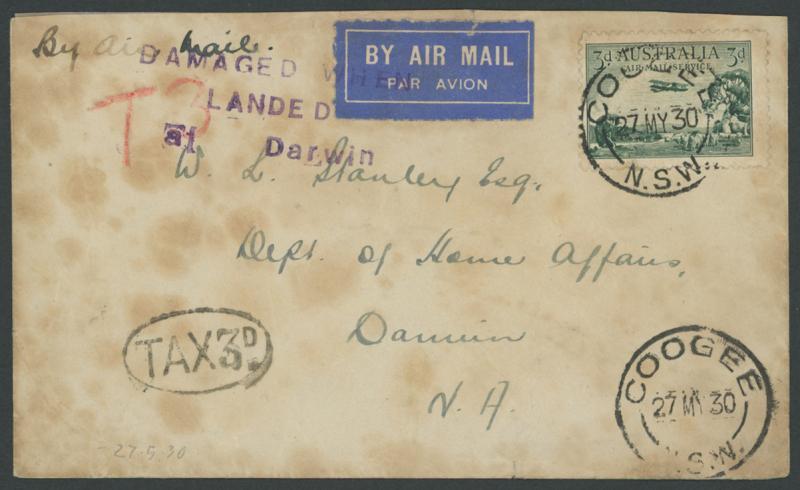 By Air Mail.
DAMAGED WHEN
LANDED
at Darwin
T3
BY AIR MAIL
PAR AVION
3d AUSTRALIA 3d
AIR MAIL SERVICE
COOGEE
27 MY 30
N.S.W.
W. L. Stanley Esq.
Dept. of Home Affairs,
Darwin
N. A.
TAX 3D.
COOGEE
27 MY 30
N.S.W.
- 27.5.30